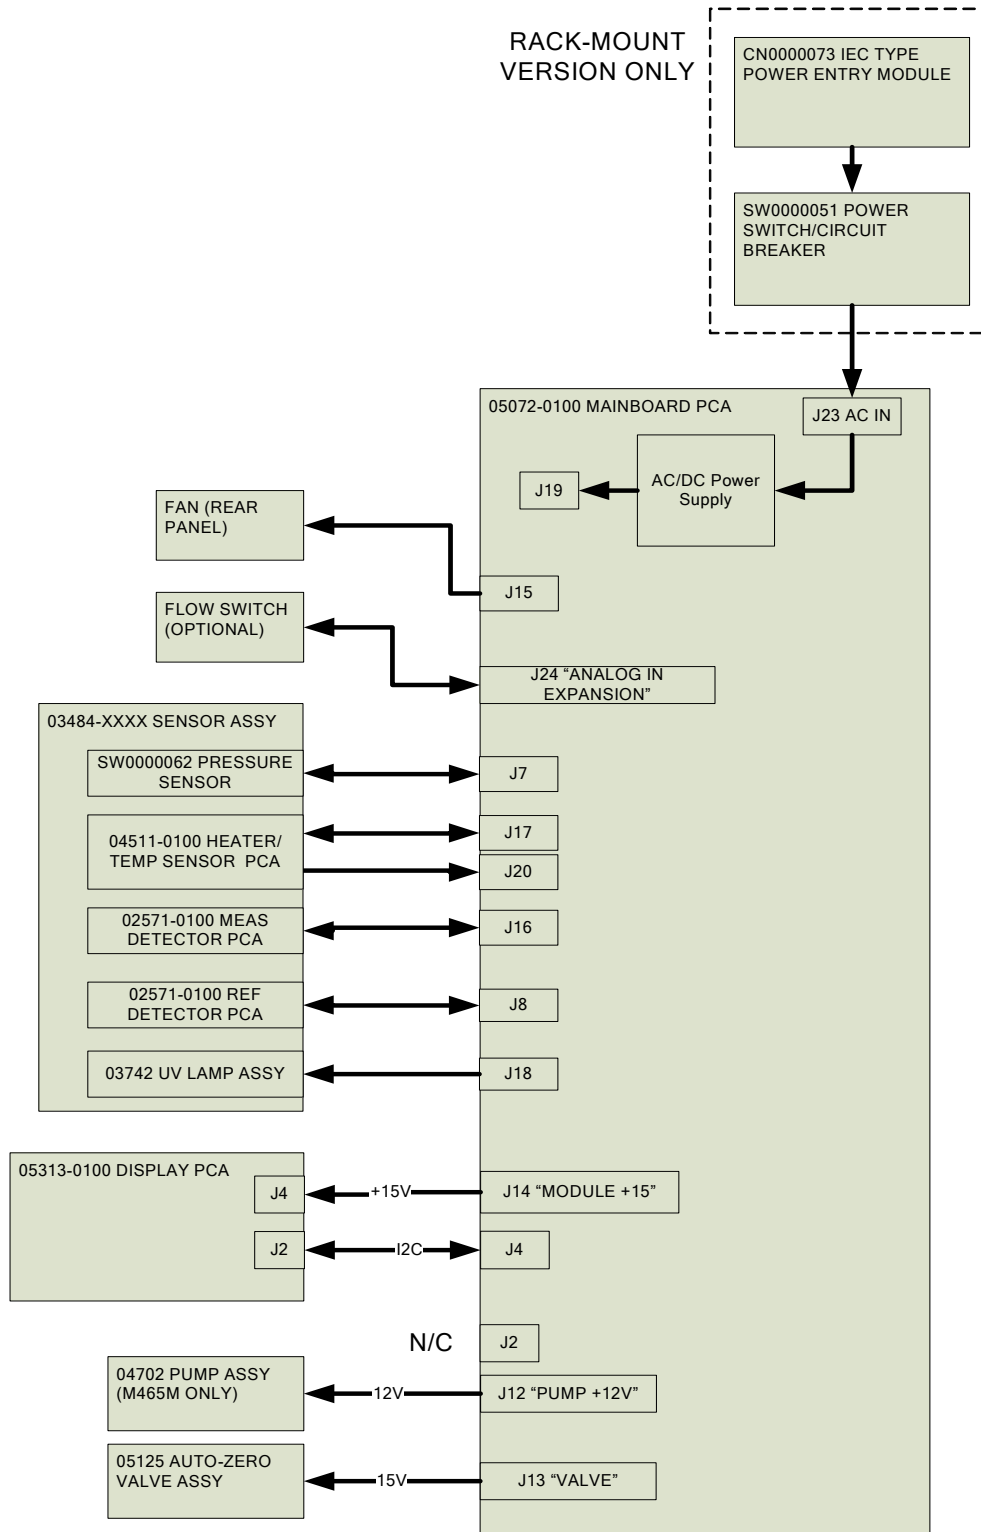 RACK-MOUNT
VERSION ONLY
CN0000073 IEC TYPE
POWER ENTRY MODULE
SW0000051 POWER
SWITCH/CIRCUIT
BREAKER
05072-0100 MAINBOARD PCA
J23 AC IN
J19
AC/DC Power
Supply
FAN (REAR
PANEL)
J15
FLOW SWITCH
(OPTIONAL)
J24 “ANALOG IN
EXPANSION”
03484-XXXX SENSOR ASSY
SW0000062 PRESSURE
SENSOR
J7
04511-0100 HEATER/
TEMP SENSOR PCA
J17
J20
02571-0100 MEAS
DETECTOR PCA
J16
02571-0100 REF
DETECTOR PCA
J8
03742 UV LAMP ASSY
J18
05313-0100 DISPLAY PCA
J4
+15V
J14 “MODULE +15”
J2
I2C
J4
N/C
J2
04702 PUMP ASSY
(M465M ONLY)
12V
J12 “PUMP +12V”
05125 AUTO-ZERO
VALVE ASSY
15V
J13 “VALVE”